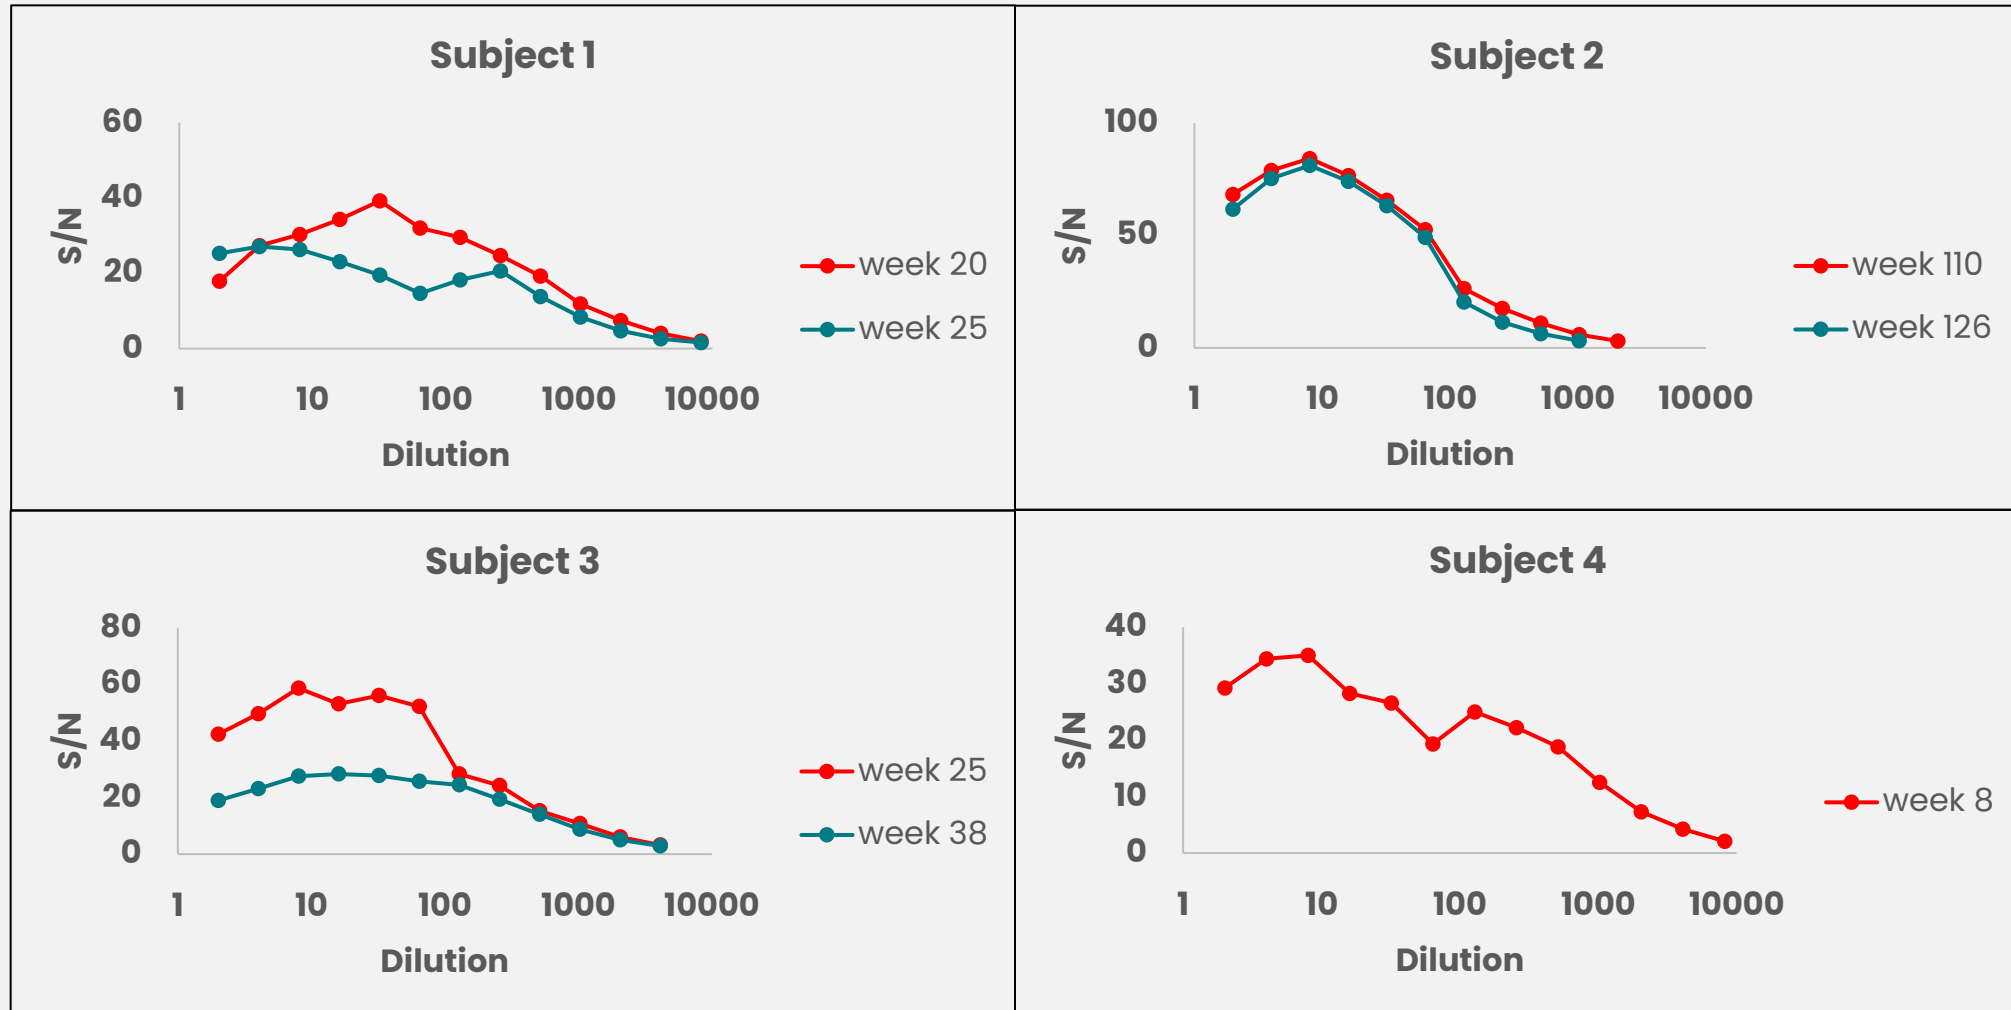 Subject 1
60
40
20
0
S/N
1 10 100 1000 10000
Dilution
week 20
week 25
Subject 2
100
50
0
S/N
1 10 100 1000 10000
Dilution
week 110
week 126
Subject 3
80
60
40
20
0
S/N
1 10 100 1000 10000
Dilution
week 25
week 38
Subject 4
40
30
20
10
0
S/N
1 10 100 1000 10000
Dilution
week 8